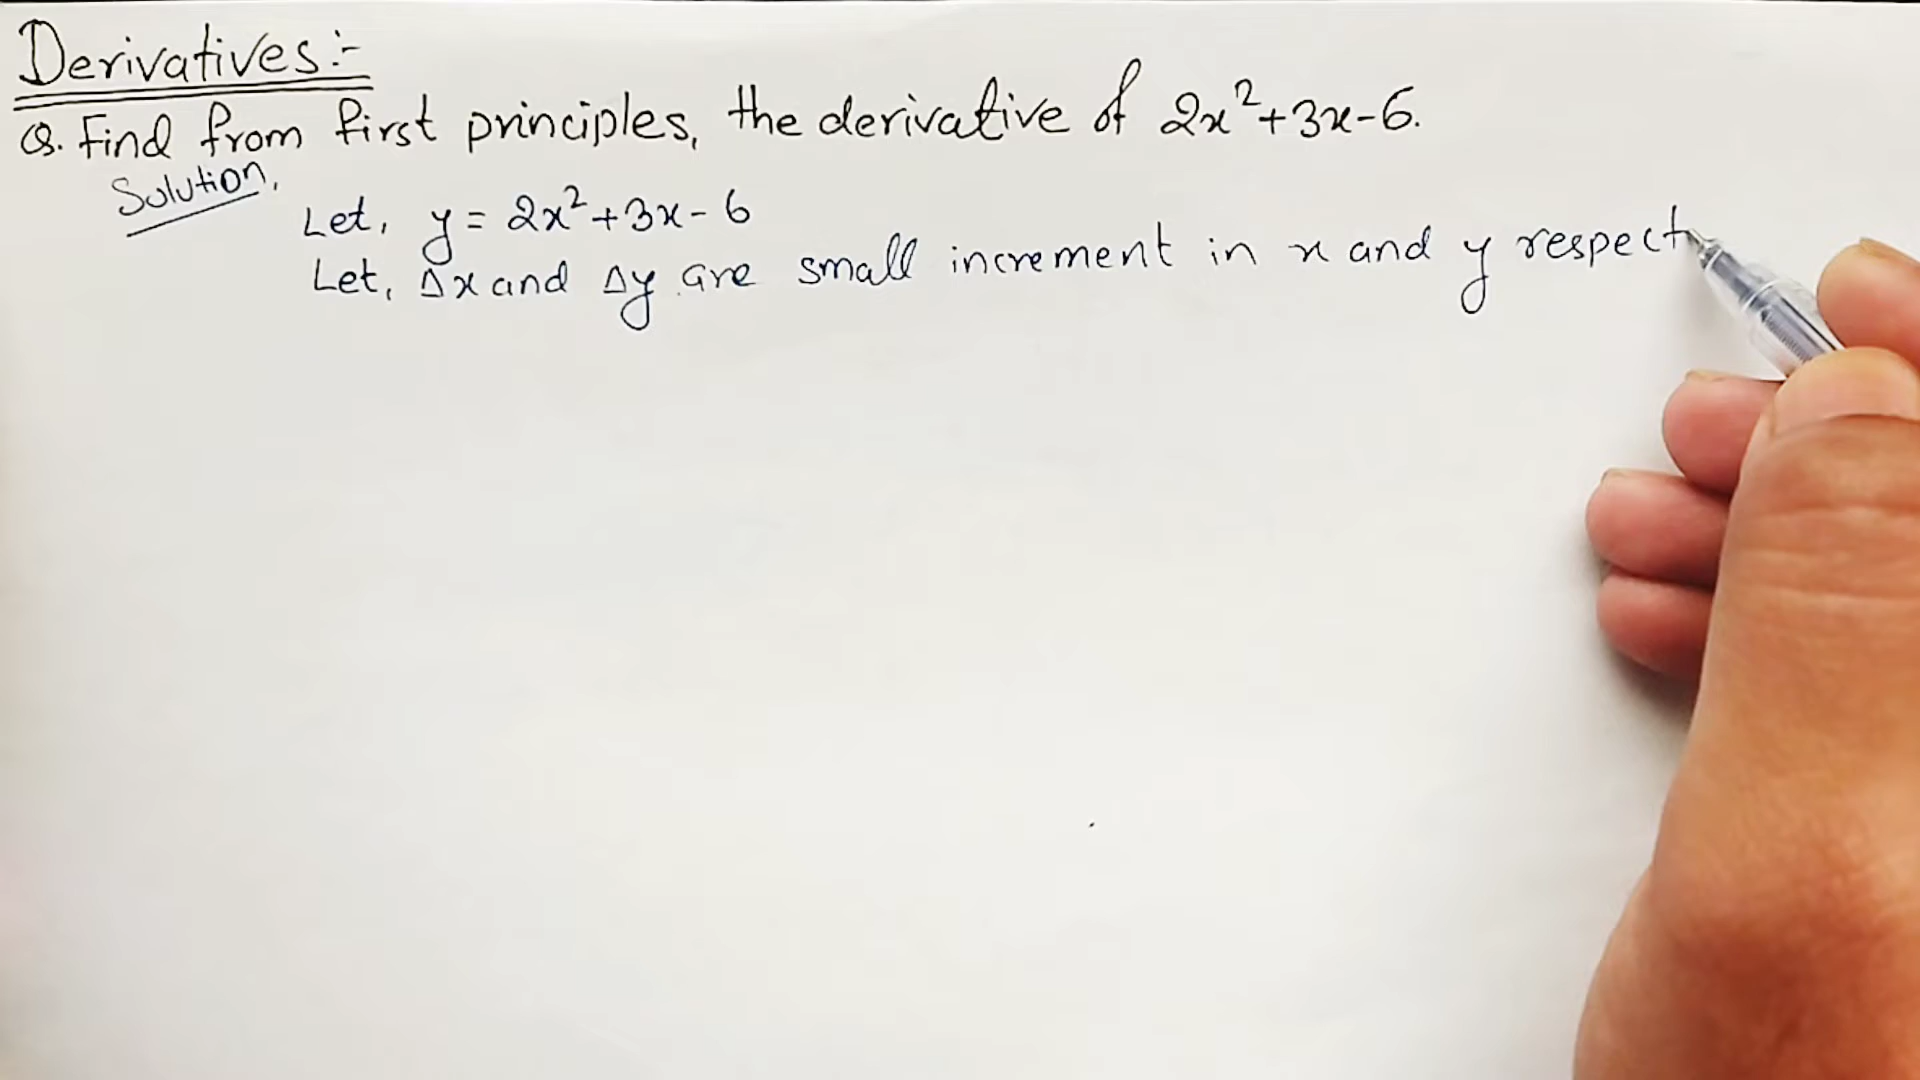 Derivatives:-
Q. Find from first principles, the derivative of 2x²+3x-6.
Solution,
Let, y = 2x²+3x-6
Let, Δx and Δy are small increment in x and y respect